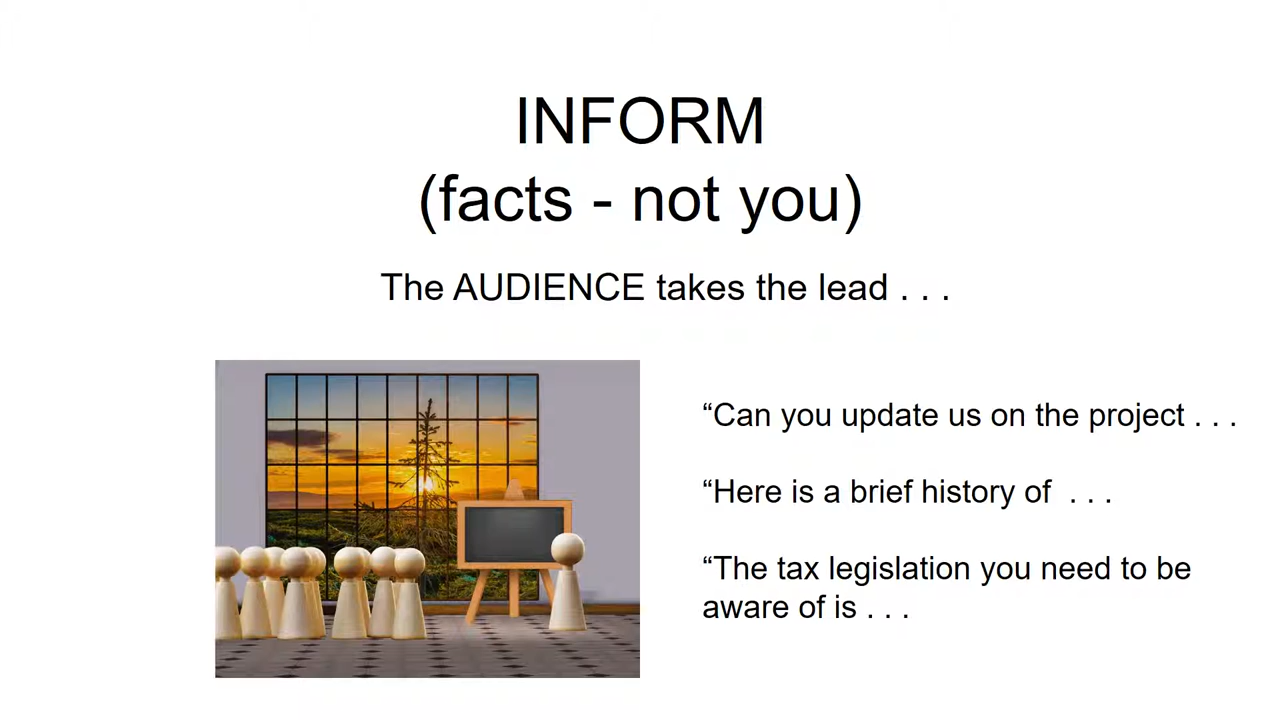 INFORM
(facts - not you)
The AUDIENCE takes the lead . . .
“Can you update us on the project . . .
“Here is a brief history of  . . .
“The tax legislation you need to be
aware of is . . .